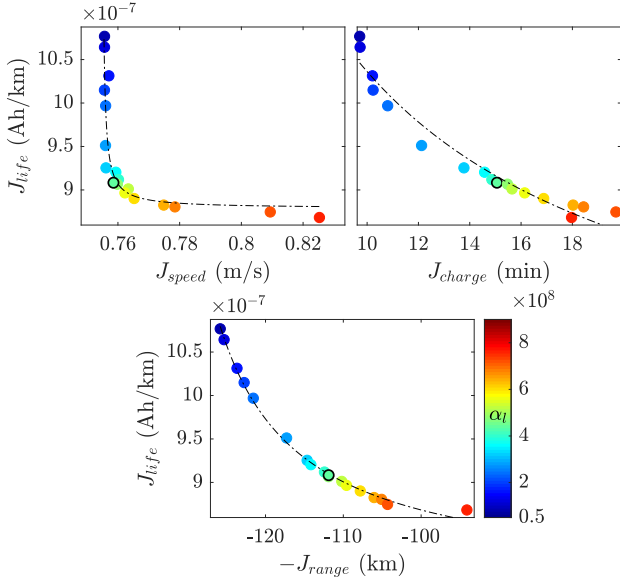 ×10⁻⁷
10.5
10
9.5
9
J_life (Ah/km)
0.76 0.78 0.8 0.82
J_speed (m/s)
10 12 14 16 18
J_charge (min)
×10⁻⁷
10.5
10
9.5
9
J_life (Ah/km)
-120 -110 -100
−J_range (km)
×10⁸
8
6
α_l
4
2
0.5